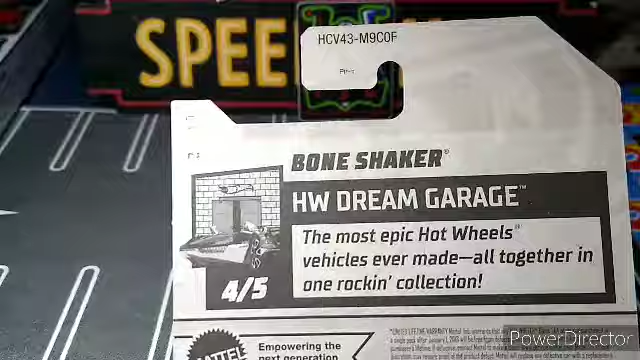 SPEE
HCV43-M9C0F
BONE SHAKER®
HW DREAM GARAGE™
The most epic Hot Wheels®
vehicles ever made—all together in
one rockin' collection!
4/5
MATTEL
Empowering the
next generation
PowerDirector